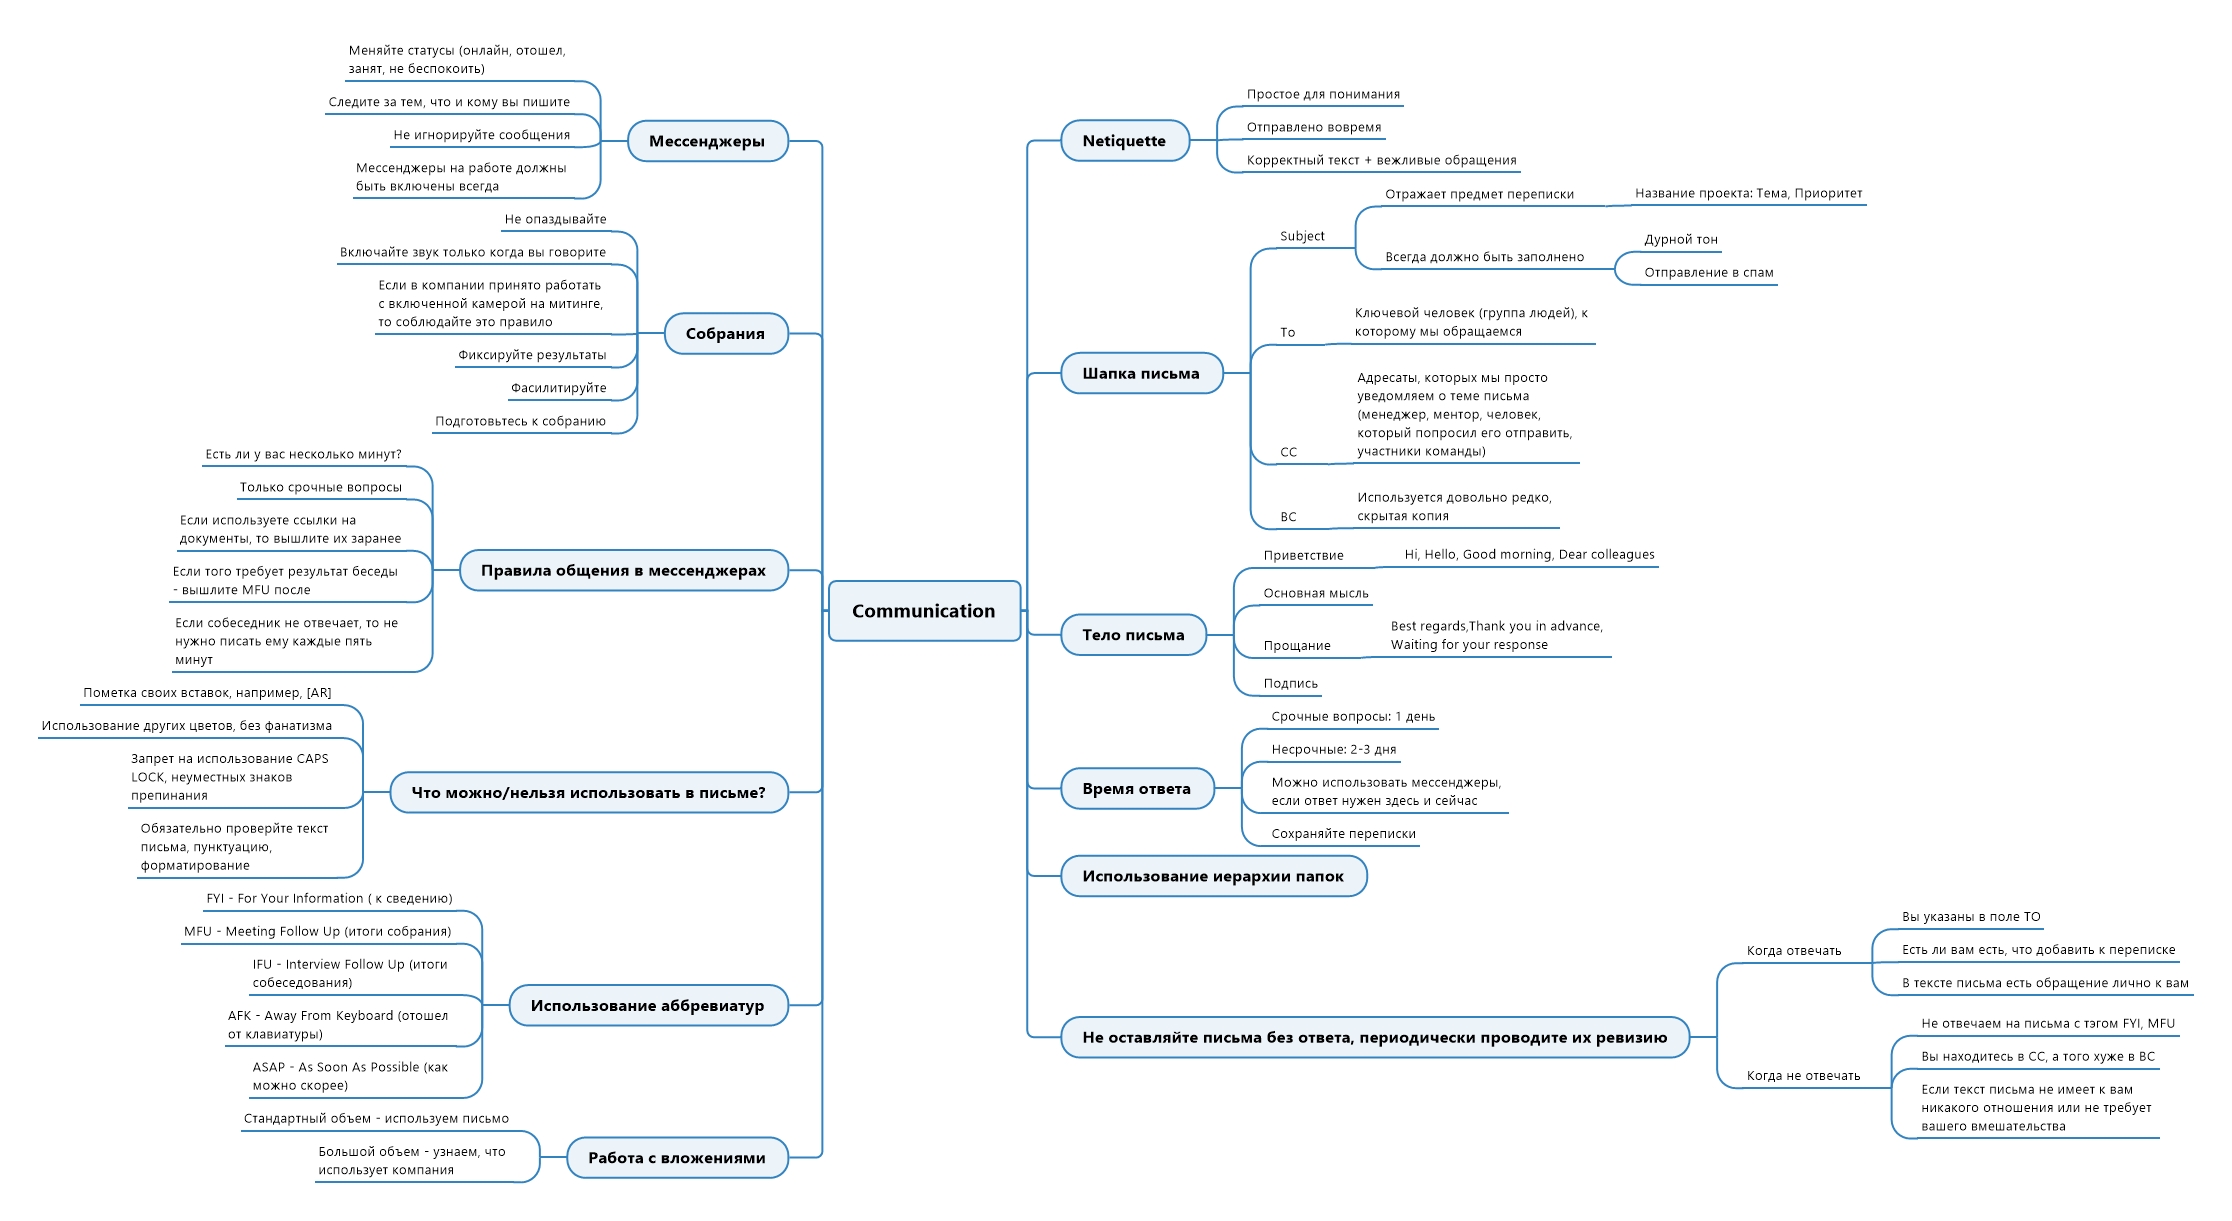 Communication
Netiquette
Простое для понимания
Отправлено вовремя
Корректный текст + вежливые обращения
Шапка письма
Subject
Отражает предмет переписки
Название проекта: Тема, Приоритет
Всегда должно быть заполнено
Дурной тон
Отправление в спам
To
Ключевой человек (группа людей), к
которому мы обращаемся
CC
Адресаты, которых мы просто
уведомляем о теме письма
(менеджер, ментор, человек,
который попросил его отправить,
участники команды)
BC
Используется довольно редко,
скрытая копия
Тело письма
Приветствие
Hi, Hello, Good morning, Dear colleagues
Основная мысль
Прощание
Best regards,Thank you in advance,
Waiting for your response
Подпись
Время ответа
Срочные вопросы: 1 день
Несрочные: 2-3 дня
Можно использовать мессенджеры,
если ответ нужен здесь и сейчас
Сохраняйте переписки
Использование иерархии папок
Не оставляйте письма без ответа, периодически проводите их ревизию
Когда отвечать
Вы указаны в поле TO
Есть ли вам есть, что добавить к переписке
В тексте письма есть обращение лично к вам
Когда не отвечать
Не отвечаем на письма с тэгом FYI, MFU
Вы находитесь в CC, а того хуже в BC
Если текст письма не имеет к вам
никакого отношения или не требует
вашего вмешательства
Мессенджеры
Меняйте статусы (онлайн, отошел,
занят, не беспокоить)
Следите за тем, что и кому вы пишите
Не игнорируйте сообщения
Мессенджеры на работе должны
быть включены всегда
Собрания
Не опаздывайте
Включайте звук только когда вы говорите
Если в компании принято работать
с включенной камерой на митинге,
то соблюдайте это правило
Фиксируйте результаты
Фасилитируйте
Подготовьтесь к собранию
Правила общения в мессенджерах
Есть ли у вас несколько минут?
Только срочные вопросы
Если используете ссылки на
документы, то вышлите их заранее
Если того требует результат беседы
- вышлите MFU после
Если собеседник не отвечает, то не
нужно писать ему каждые пять
минут
Что можно/нельзя использовать в письме?
Пометка своих вставок, например, [AR]
Использование других цветов, без фанатизма
Запрет на использование CAPS
LOCK, неуместных знаков
препинания
Обязательно проверйте текст
письма, пунктуацию,
форматирование
Использование аббревиатур
FYI - For Your Information ( к сведению)
MFU - Meeting Follow Up (итоги собрания)
IFU - Interview Follow Up (итоги
собеседования)
AFK - Away From Keyboard (отошел
от клавиатуры)
ASAP - As Soon As Possible (как
можно скорее)
Работа с вложениями
Стандартный объем - используем письмо
Большой объем - узнаем, что
использует компания